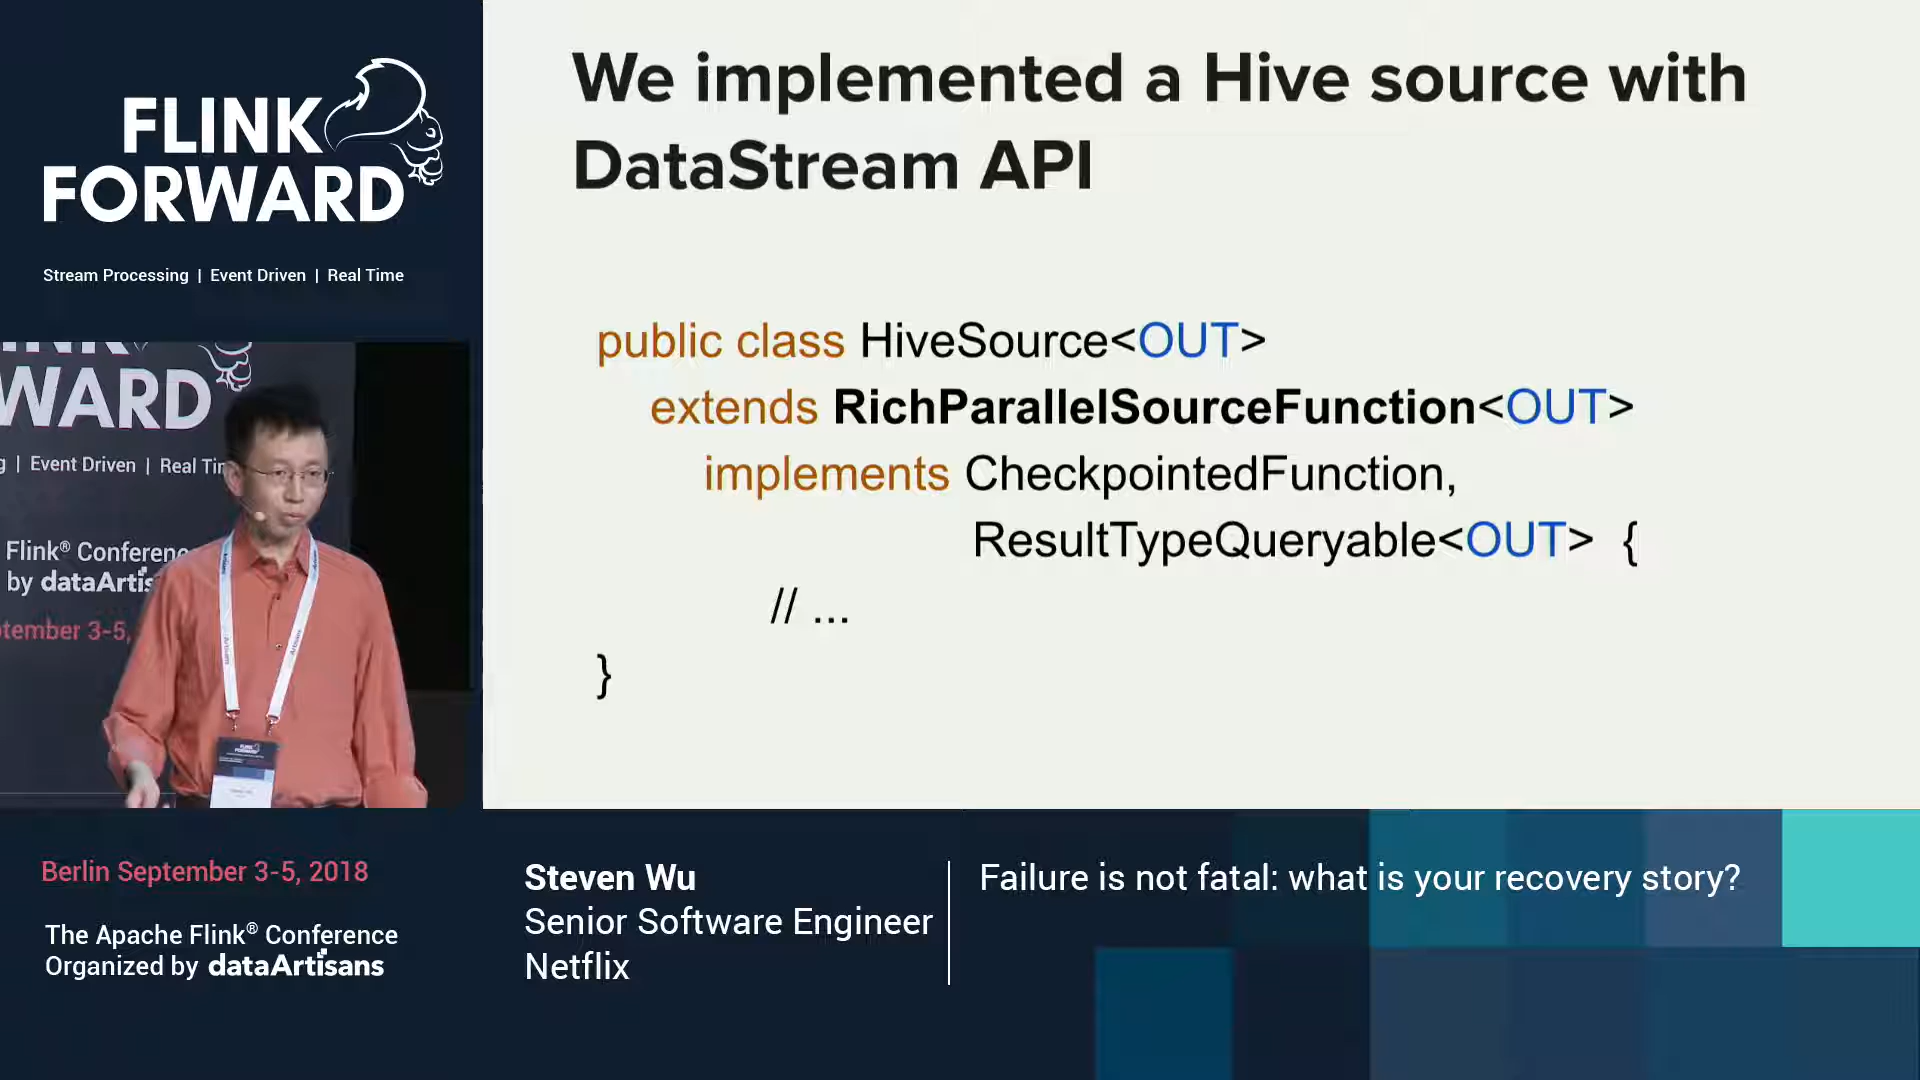 FLINK
FORWARD
Stream Processing | Event Driven | Real Time
WARD
Event Driven | Real
Flink® Conference
by dataArtis
tember 3-5,
We implemented a Hive source with
DataStream API
public class HiveSource<OUT>
extends RichParallelSourceFunction<OUT>
implements CheckpointedFunction,
ResultTypeQueryable<OUT> {
// ...
}
Berlin September 3-5, 2018
The Apache Flink® Conference
Organized by dataArtisans
Steven Wu
Senior Software Engineer
Netflix
Failure is not fatal: what is your recovery story?